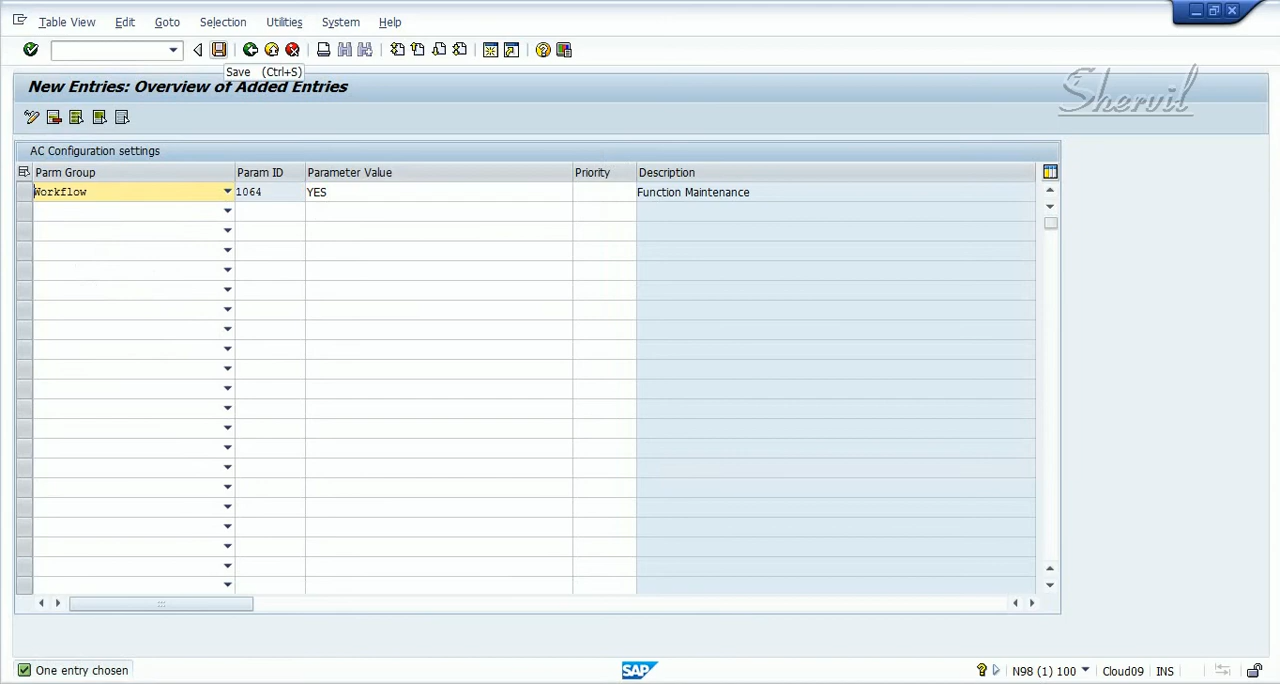 Table View Edit Goto Selection Utilities System Help
Save (Ctrl+S)
New Entries: Overview of Added Entries
Shervil
AC Configuration settings
Parm Group Param ID Parameter Value Priority Description
Workflow 1064 YES Function Maintenance
One entry chosen
SAP
N98 (1) 100 Cloud09 INS